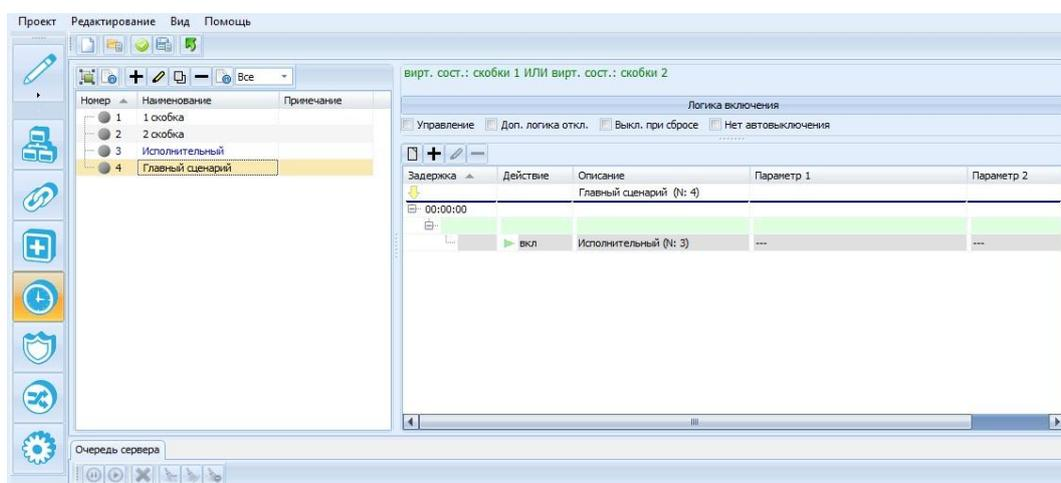 Проект Редактирование Вид Помощь
Все
вирт. сост.: скобки 1 ИЛИ вирт. сост.: скобки 2
Номер Наименование Примечание
1 1 скобка
2 2 скобка
3 Исполнительный
4 Главный сценарий
Логика включения
Управление Доп. логика откл. Выкл. при сбросе Нет автовыключения
Задержка Действие Описание Параметр 1 Параметр 2
Главный сценарий (N: 4)
00:00:00
вкл Исполнительный (N: 3) --- ---
Очередь сервера